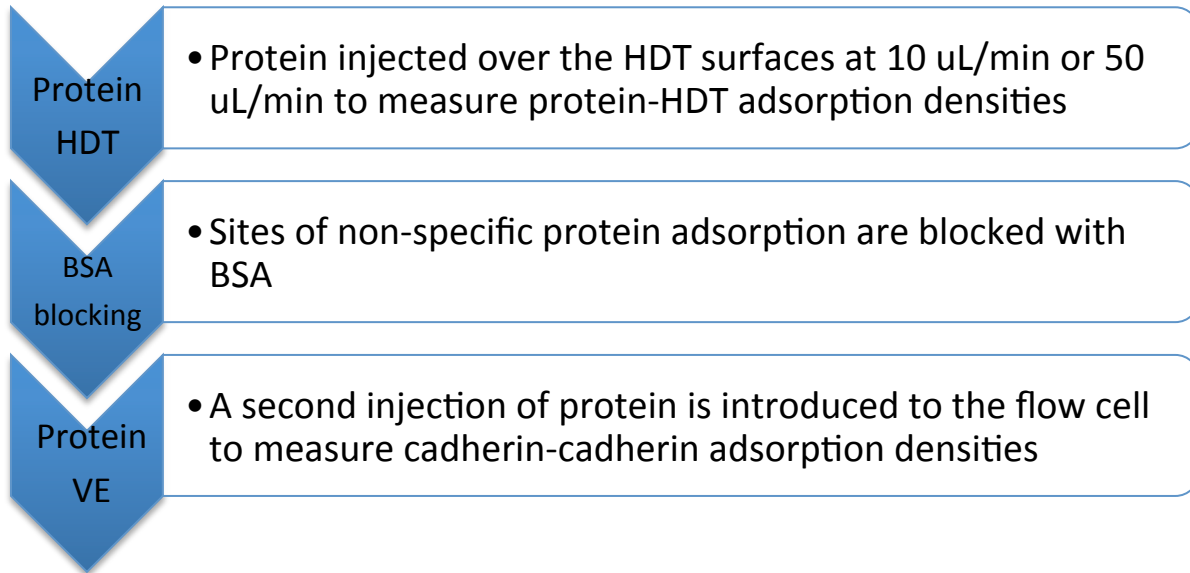 Protein
HDT
• Protein injected over the HDT surfaces at 10 uL/min or 50
uL/min to measure protein-HDT adsorption densities
BSA
blocking
• Sites of non-specific protein adsorption are blocked with
BSA
Protein
VE
• A second injection of protein is introduced to the flow cell
to measure cadherin-cadherin adsorption densities